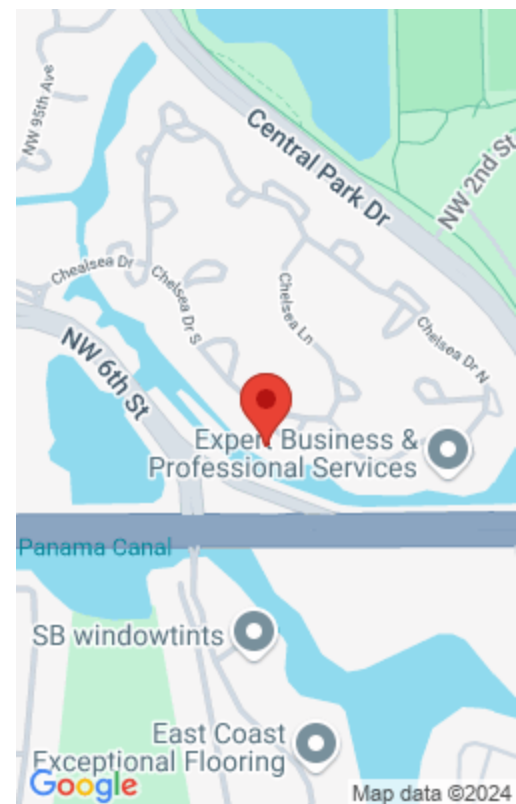 NW 95th Ave
Central Park Dr
NW 2nd St
Chealsea Dr
Chelsea Dr S
Chelsea Ln
Chelsea Dr N
NW 6th St
Expert Business &
Professional Services
Panama Canal
SB windowtints
East Coast
Exceptional Flooring
Google
Map data ©2024